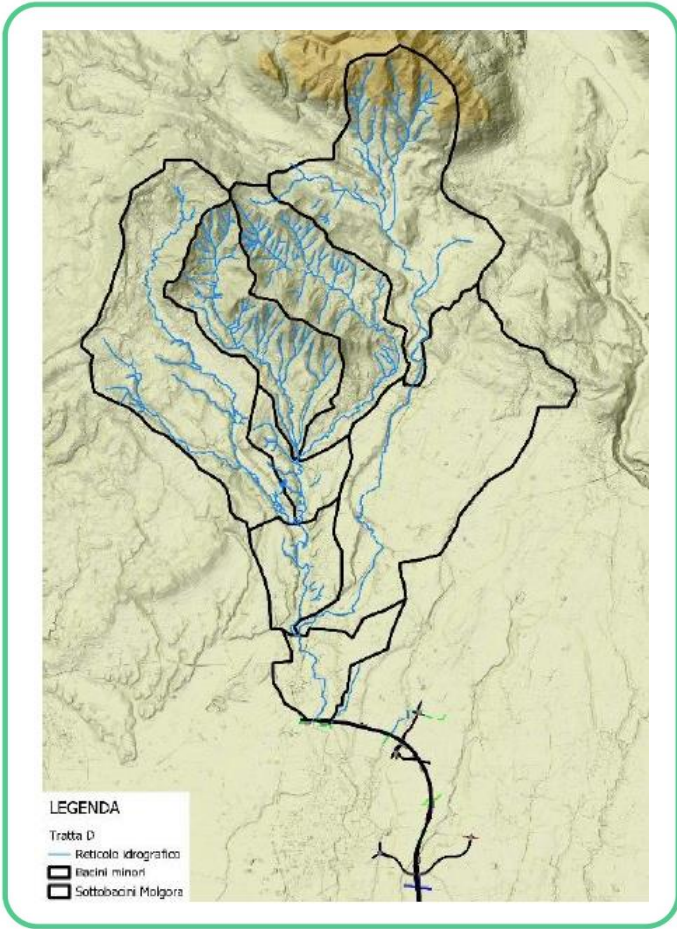 LEGENDA
Tratta D
Reticolo idrografico
Bacini minori
Sottobacini Molgora